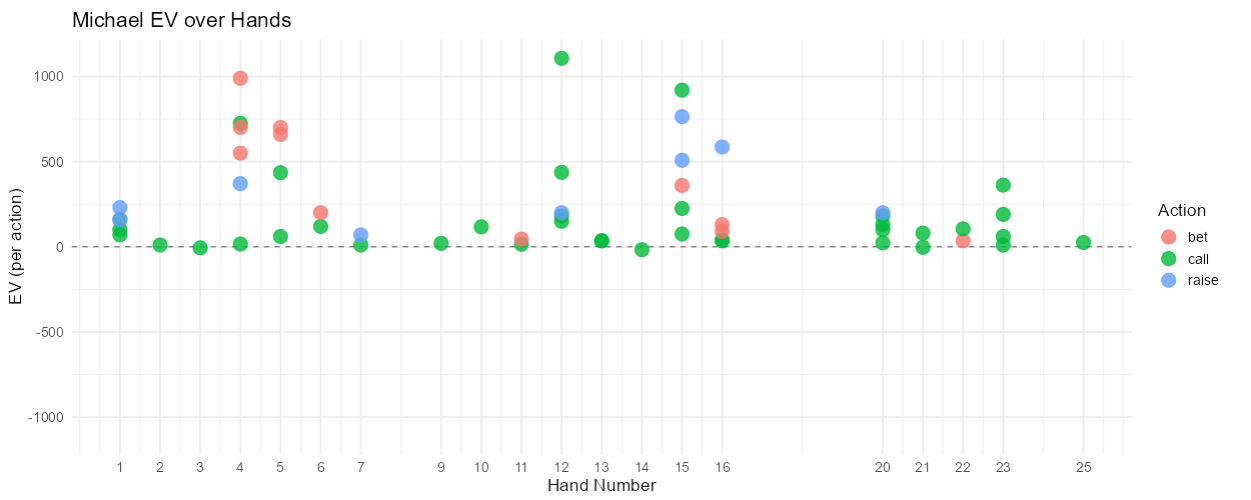 Michael EV over Hands
1000
500
0
-500
-1000
EV (per action)
1 2 3 4 5 6 7 9 10 11 12 13 14 15 16 20 21 22 23 25
Hand Number
Action
bet
call
raise